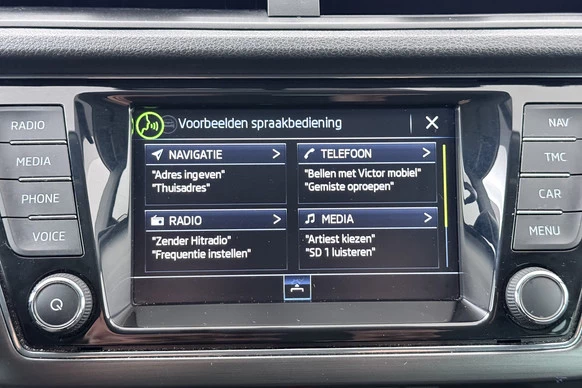 RADIO
MEDIA
PHONE
VOICE
Voorbeelden spraakbediening
NAVIGATIE
"Adres ingeven"
"Thuisadres"
TELEFOON
"Bellen met Victor mobiel"
"Gemiste oproepen"
RADIO
"Zender Hitradio"
"Frequentie instellen"
MEDIA
"Artiest kiezen"
"SD 1 luisteren"
NAV
TMC
CAR
MENU